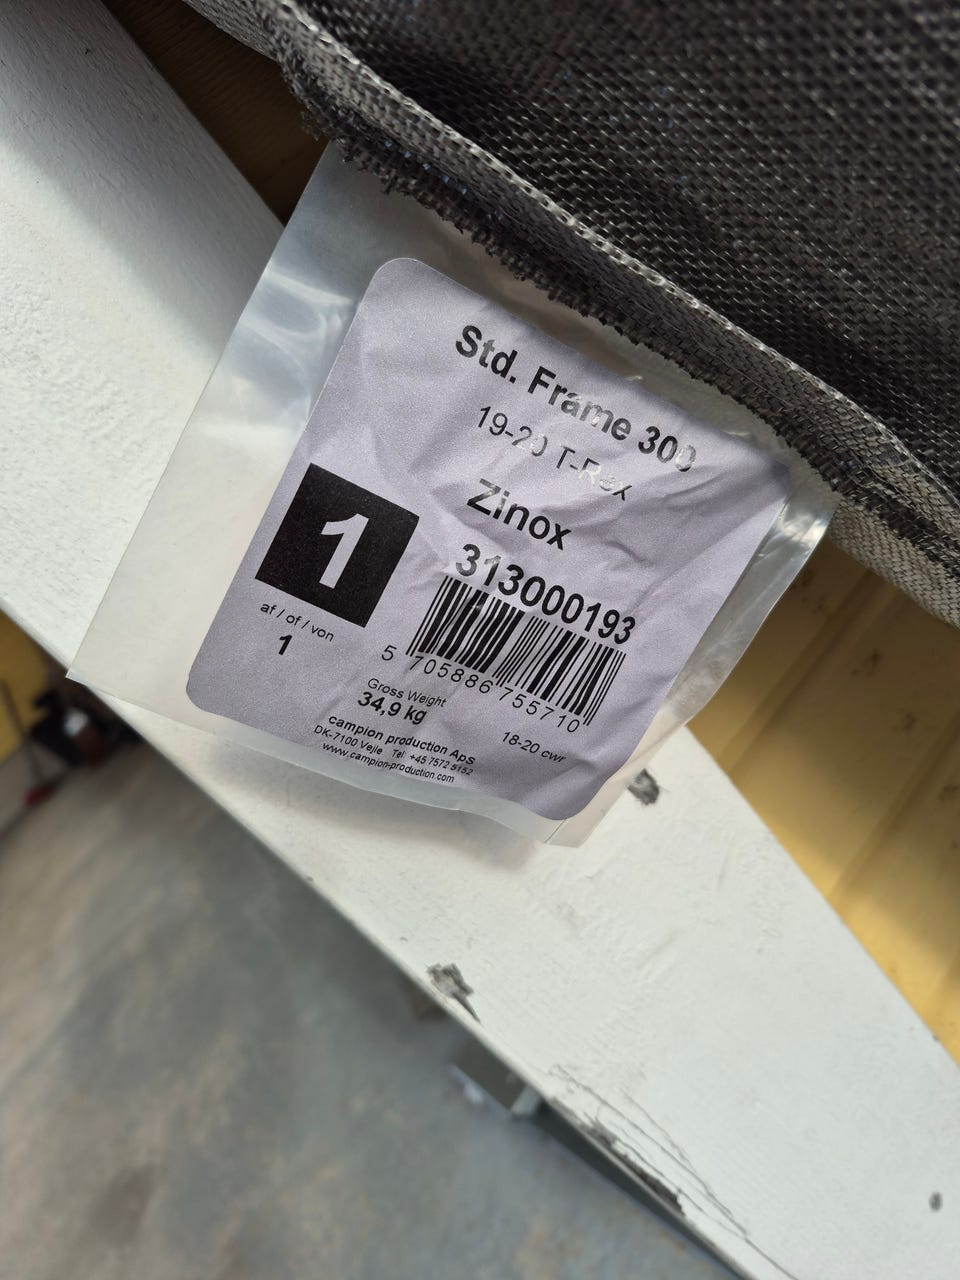 Std. Frame 300
19-20 T-Rex
Zinox
313000193
1
af / of / von
1
5 705886 755710
Gross Weight
34,9 kg
18-20 cwr
campion production Aps
DK-7100 Vejle Tel: +45 7572 5152
www.campion-production.com